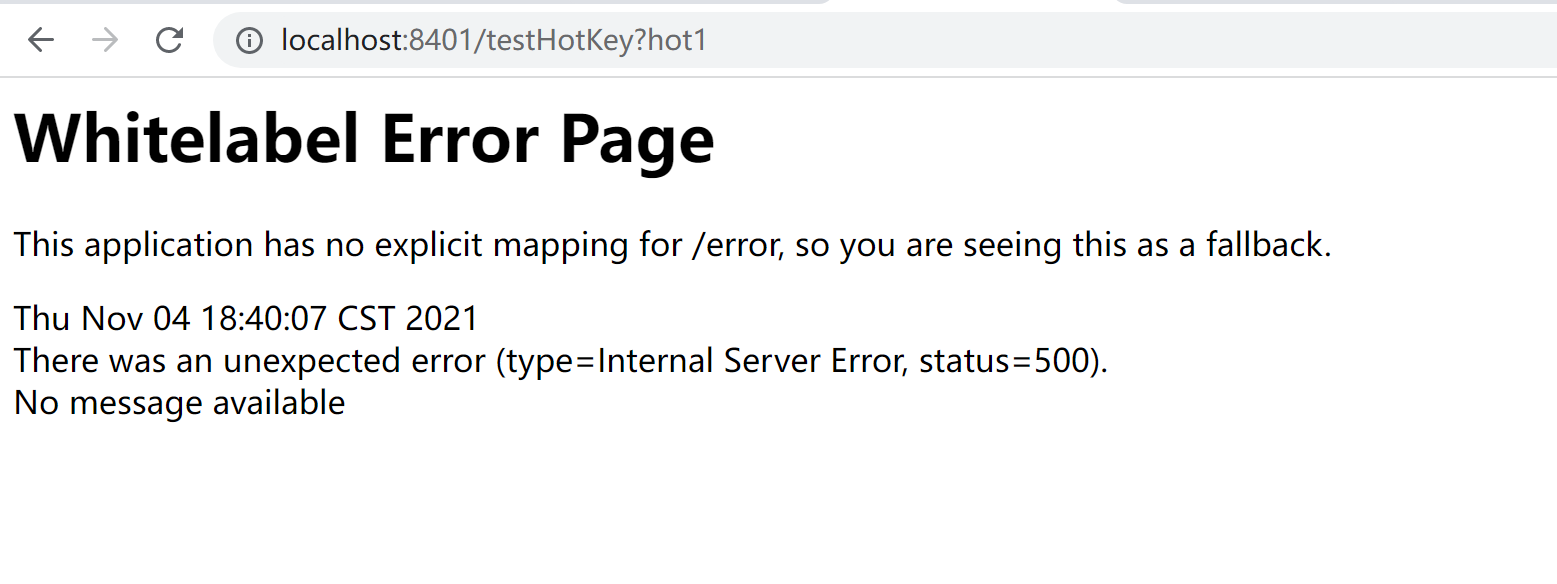 localhost:8401/testHotKey?hot1
Whitelabel Error Page
This application has no explicit mapping for /error, so you are seeing this as a fallback.
Thu Nov 04 18:40:07 CST 2021
There was an unexpected error (type=Internal Server Error, status=500).
No message available